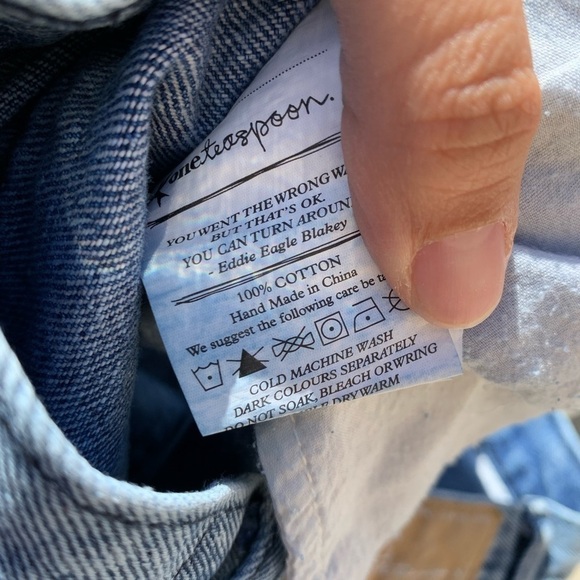 oneteaspoon.
YOU WENT THE WRONG
BUT THAT'S OK.
YOU CAN TURN
- Eddie Eagle Blakey
100% COTTON
Hand Made in China
We suggest the following care be
COLD MACHINE WASH
DARK COLOURS SEPARATELY
DO NOT SOAK, BLEACH OR WRING
DRY WARM